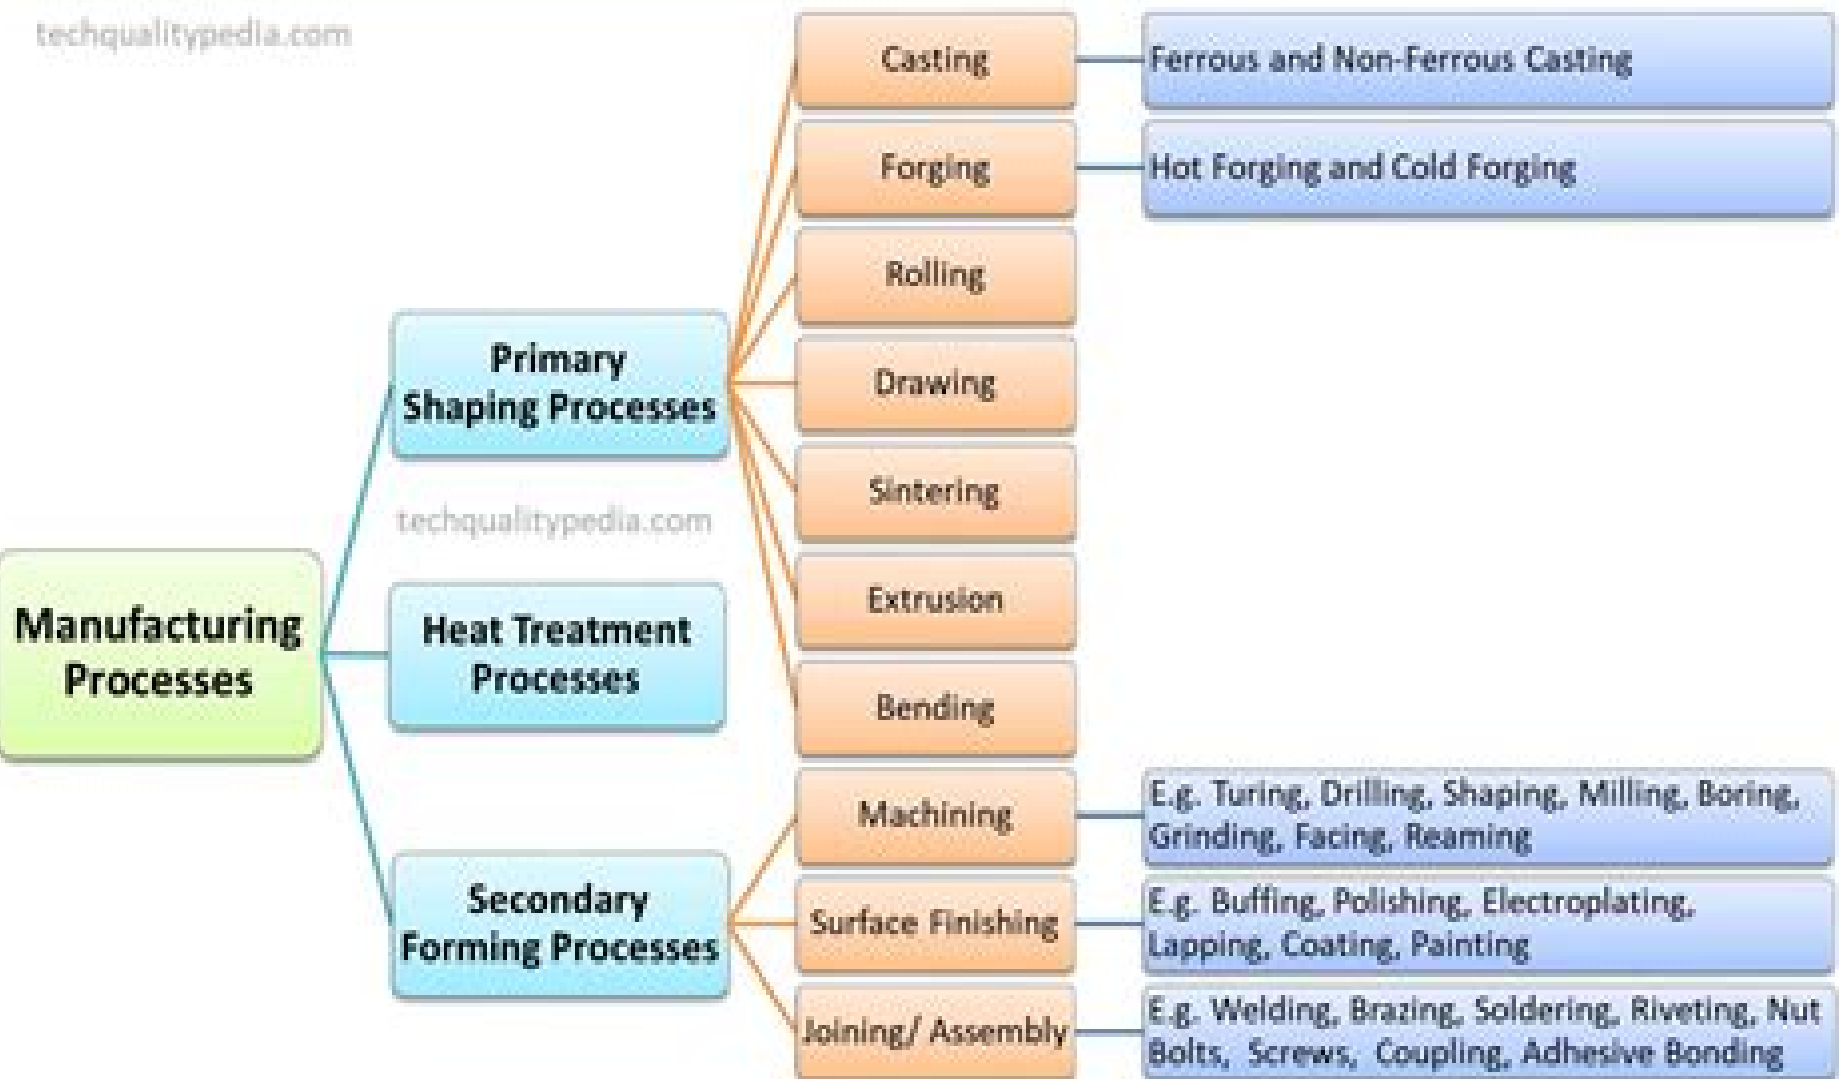 techqualitypedia.com
Casting
Ferrous and Non-Ferrous Casting
Forging
Hot Forging and Cold Forging
Rolling
Primary
Shaping Processes
Drawing
Sintering
techqualitypedia.com
Extrusion
Manufacturing
Processes
Heat Treatment
Processes
Bending
Machining
E.g. Turing, Drilling, Shaping, Milling, Boring,
Grinding, Facing, Reaming
Secondary
Forming Processes
Surface Finishing
E.g. Buffing, Polishing, Electroplating,
Lapping, Coating, Painting
Joining/ Assembly
E.g. Welding, Brazing, Soldering, Riveting, Nut
Bolts, Screws, Coupling, Adhesive Bonding